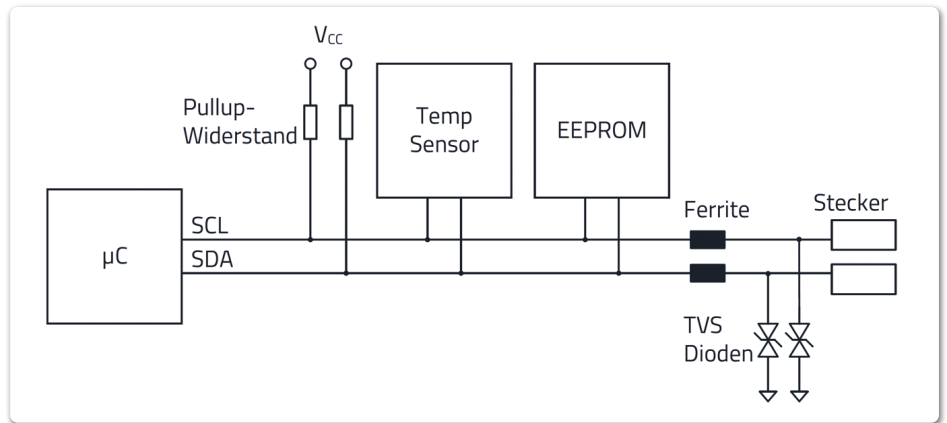 VCC
Pullup-
Widerstand
Temp
Sensor
EEPROM
µC
SCL
SDA
Ferrite
Stecker
TVS
Dioden